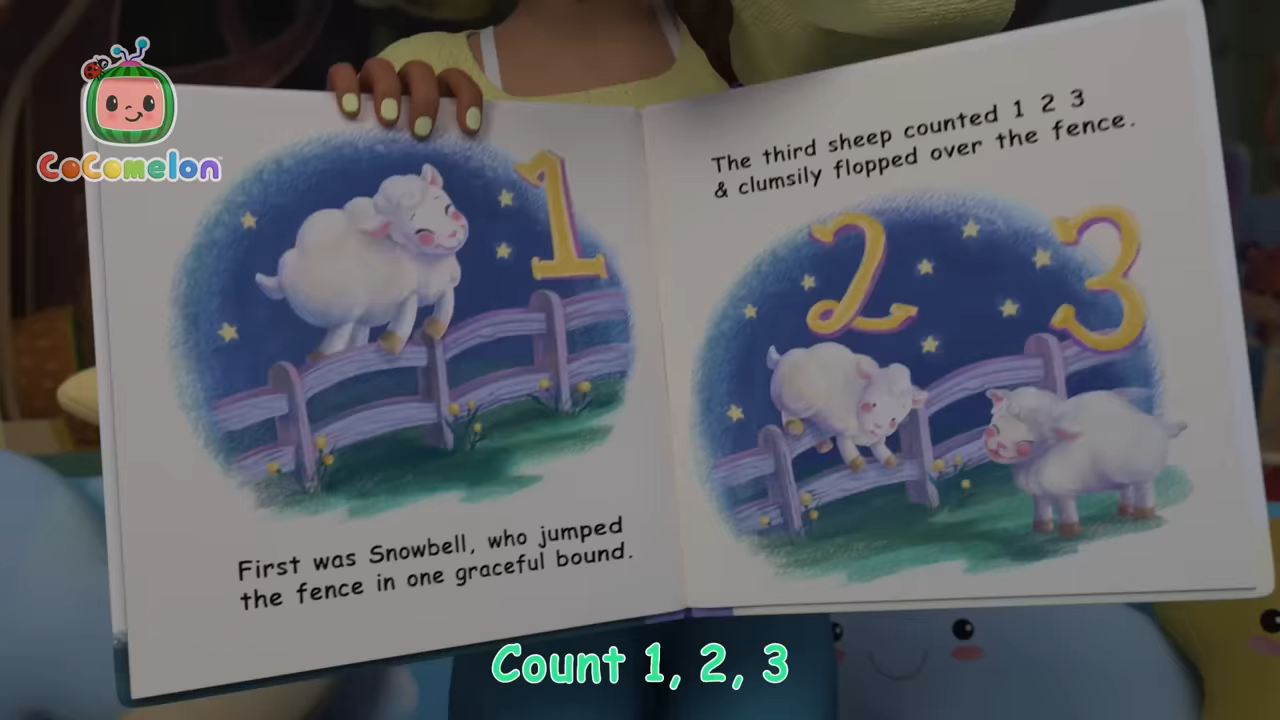 CoComelon
1
First was Snowbell, who jumped
the fence in one graceful bound.
The third sheep counted 1 2 3
& clumsily flopped over the fence.
2 3
Count 1, 2, 3